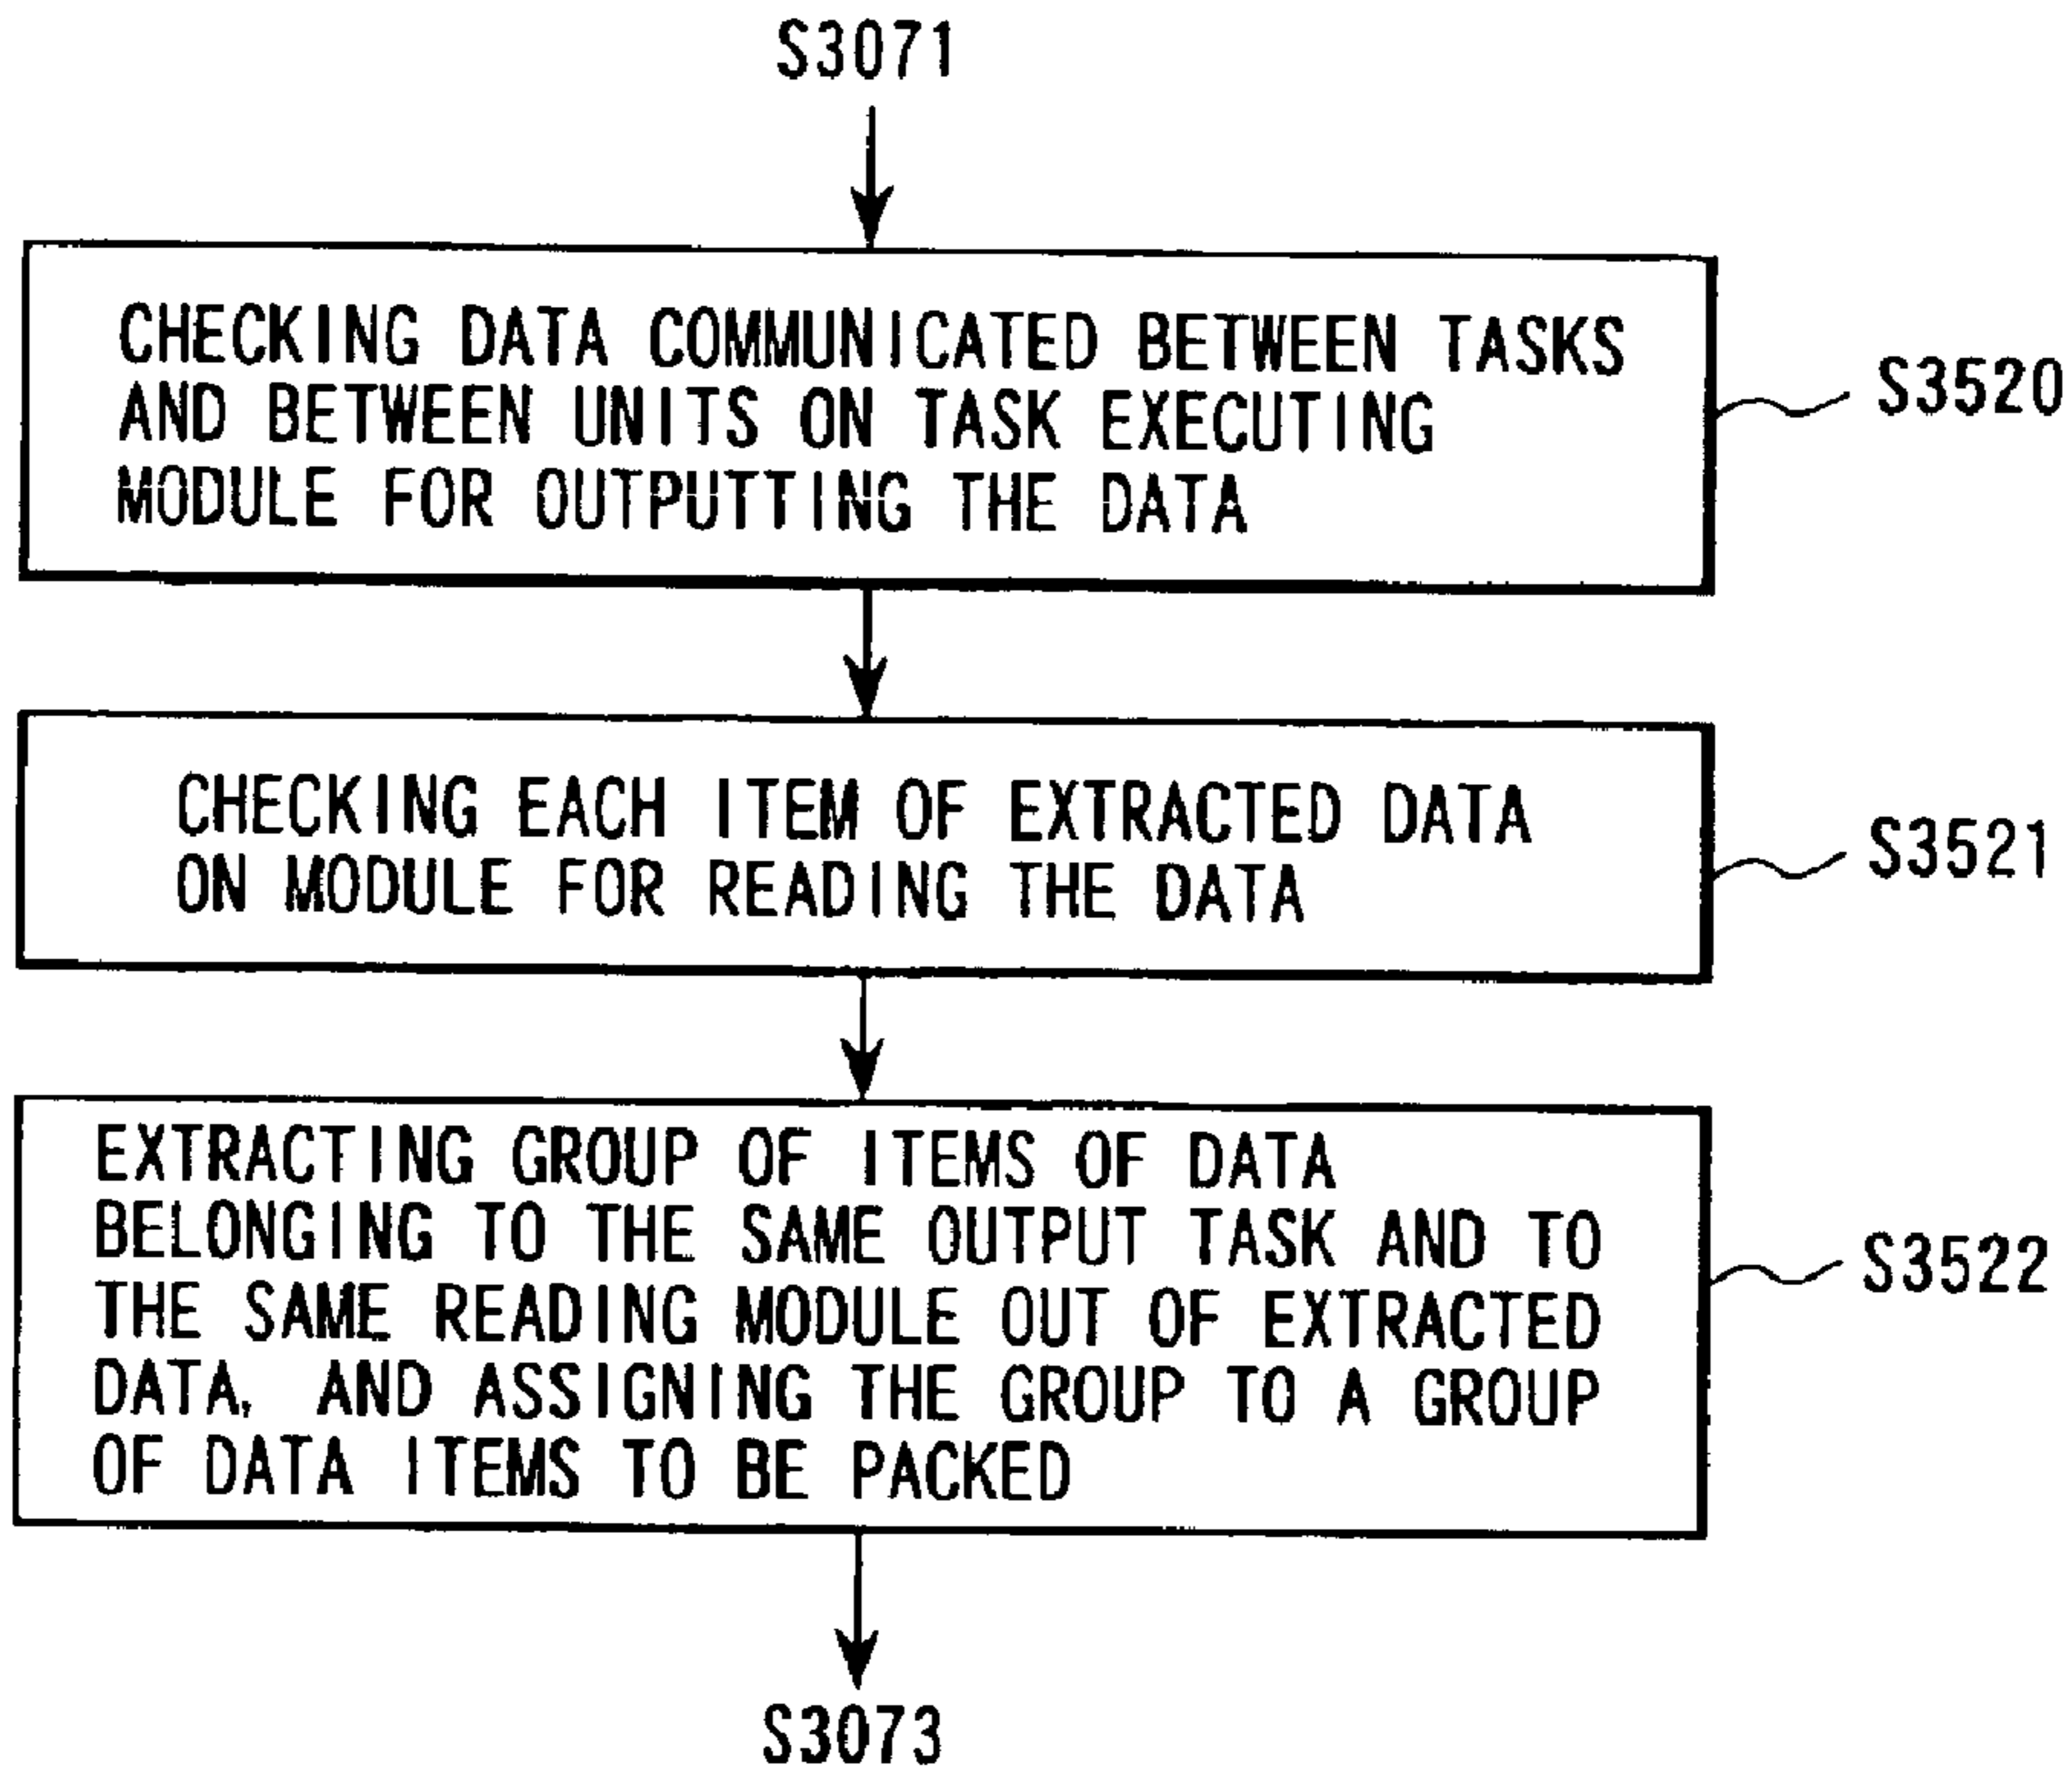 S3071
CHECKING DATA COMMUNICATED BETWEEN TASKS
AND BETWEEN UNITS ON TASK EXECUTING
MODULE FOR OUTPUTTING THE DATA
S3520
CHECKING EACH ITEM OF EXTRACTED DATA
ON MODULE FOR READING THE DATA
S3521
EXTRACTING GROUP OF ITEMS OF DATA
BELONGING TO THE SAME OUTPUT TASK AND TO
THE SAME READING MODULE OUT OF EXTRACTED
DATA, AND ASSIGNING THE GROUP TO A GROUP
OF DATA ITEMS TO BE PACKED
S3522
S3073